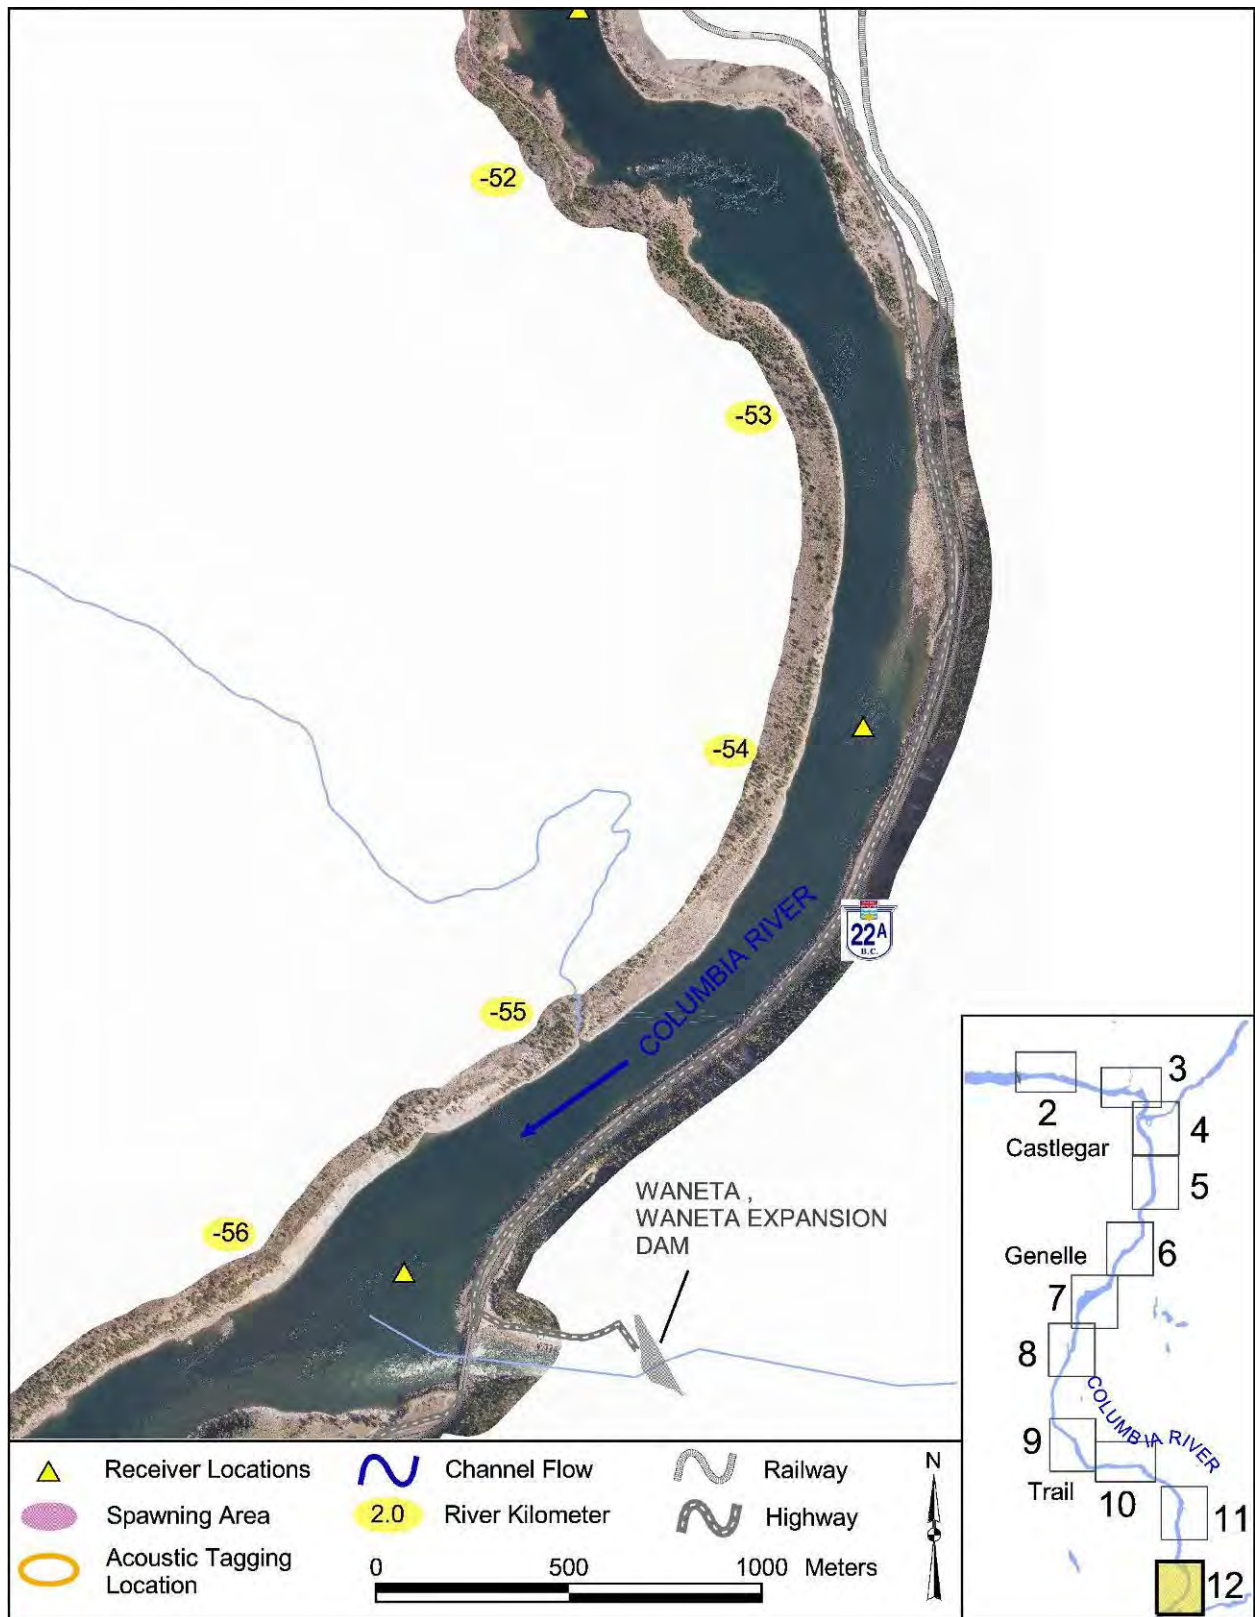 -52
-53
-54
COLUMBIA RIVER
22A
B.C.
-55
-56
WANETA ,
WANETA EXPANSION
DAM
3
2
4
Castlegar
5
6
Genelle
7
8
COLUMBIA RIVER
9
Trail
10
11
12
Receiver Locations
Channel Flow
Railway
N
Spawning Area
2.0
River Kilometer
Highway
Acoustic Tagging
Location
0
500
1000 Meters